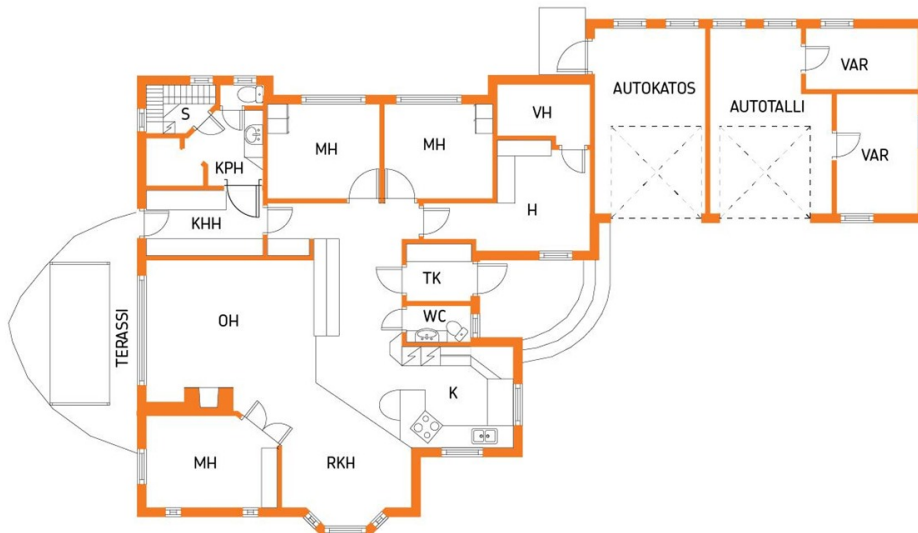 VAR
AUTOKATOS
AUTOTALLI
S
VH
MH
MH
KPH
VAR
H
KHH
TK
OH
WC
TERASSI
K
MH
RKH